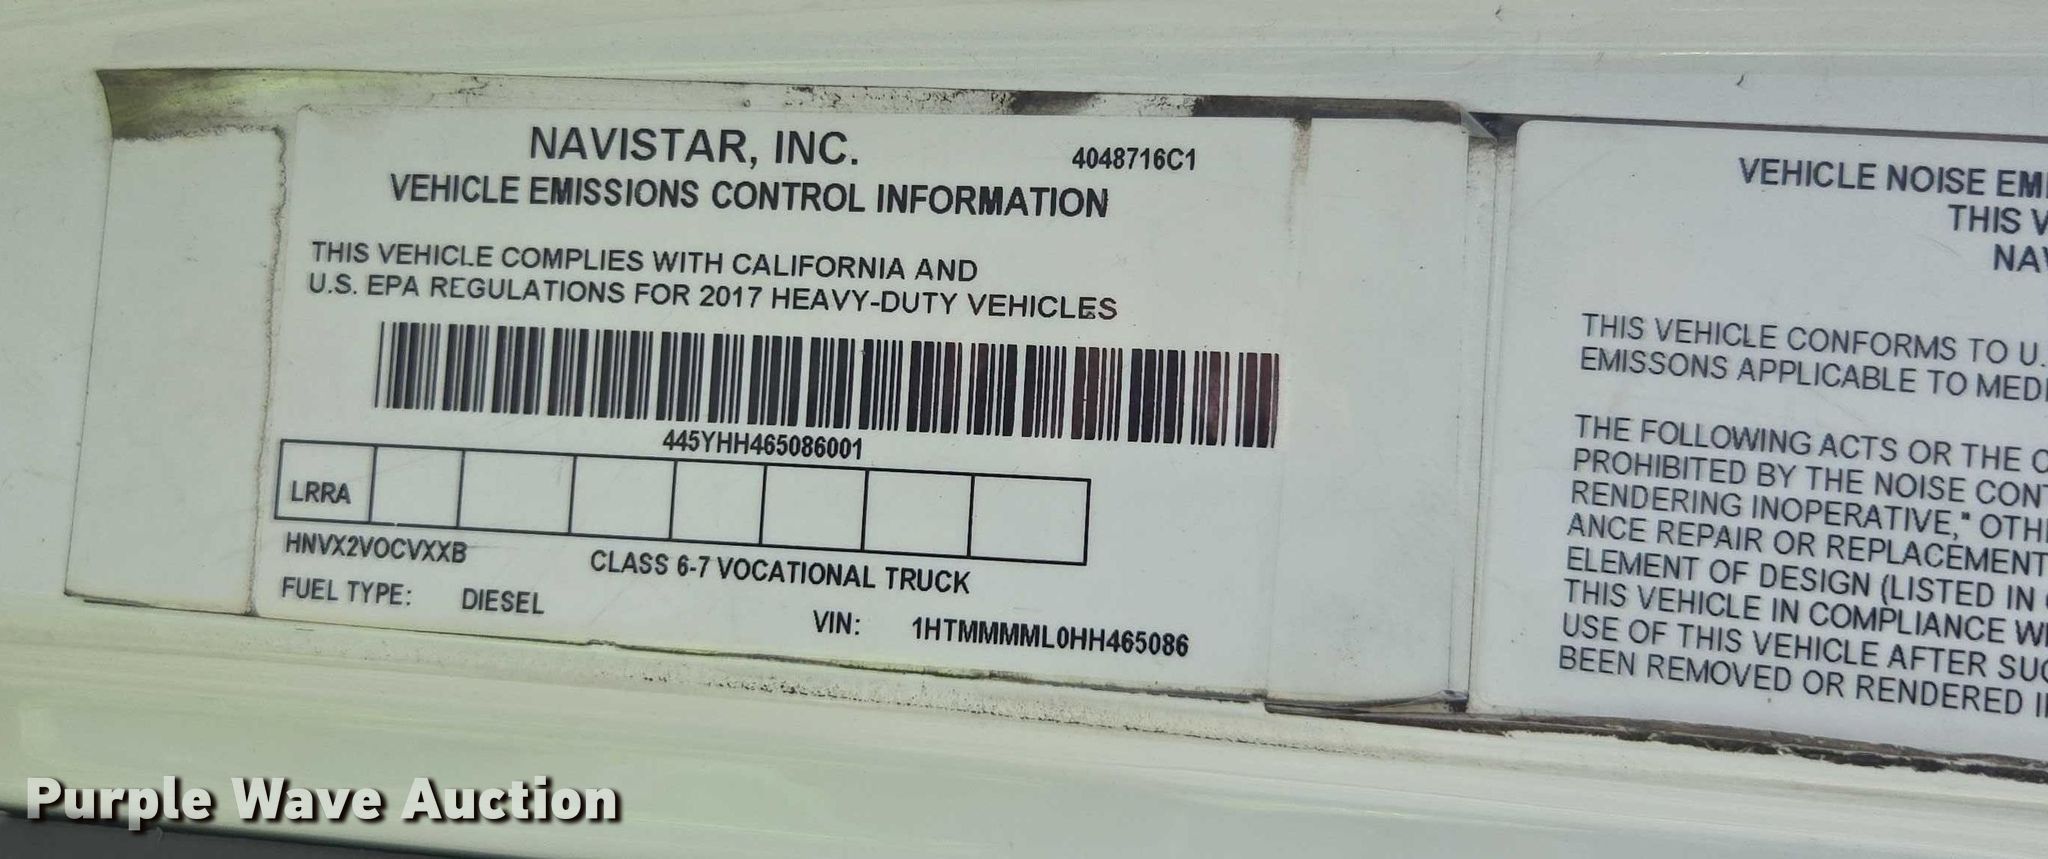 NAVISTAR, INC.
4048716C1
VEHICLE EMISSIONS CONTROL INFORMATION
THIS VEHICLE COMPLIES WITH CALIFORNIA AND
U.S. EPA REGULATIONS FOR 2017 HEAVY-DUTY VEHICLES
445YHH465086001
LRRA
HNVX2VOCVXXB
CLASS 6-7 VOCATIONAL TRUCK
FUEL TYPE: DIESEL
VIN: 1HTMMMML0HH465086
VEHICLE NOISE EMI
THIS V
NAV
THIS VEHICLE CONFORMS TO U.
EMISSONS APPLICABLE TO MEDI
THE FOLLOWING ACTS OR THE C
PROHIBITED BY THE NOISE CONT
RENDERING INOPERATIVE," OTHE
ANCE REPAIR OR REPLACEMENT
ELEMENT OF DESIGN (LISTED IN
THIS VEHICLE IN COMPLIANCE WI
USE OF THIS VEHICLE AFTER SUC
BEEN REMOVED OR RENDERED I
Purple Wave Auction